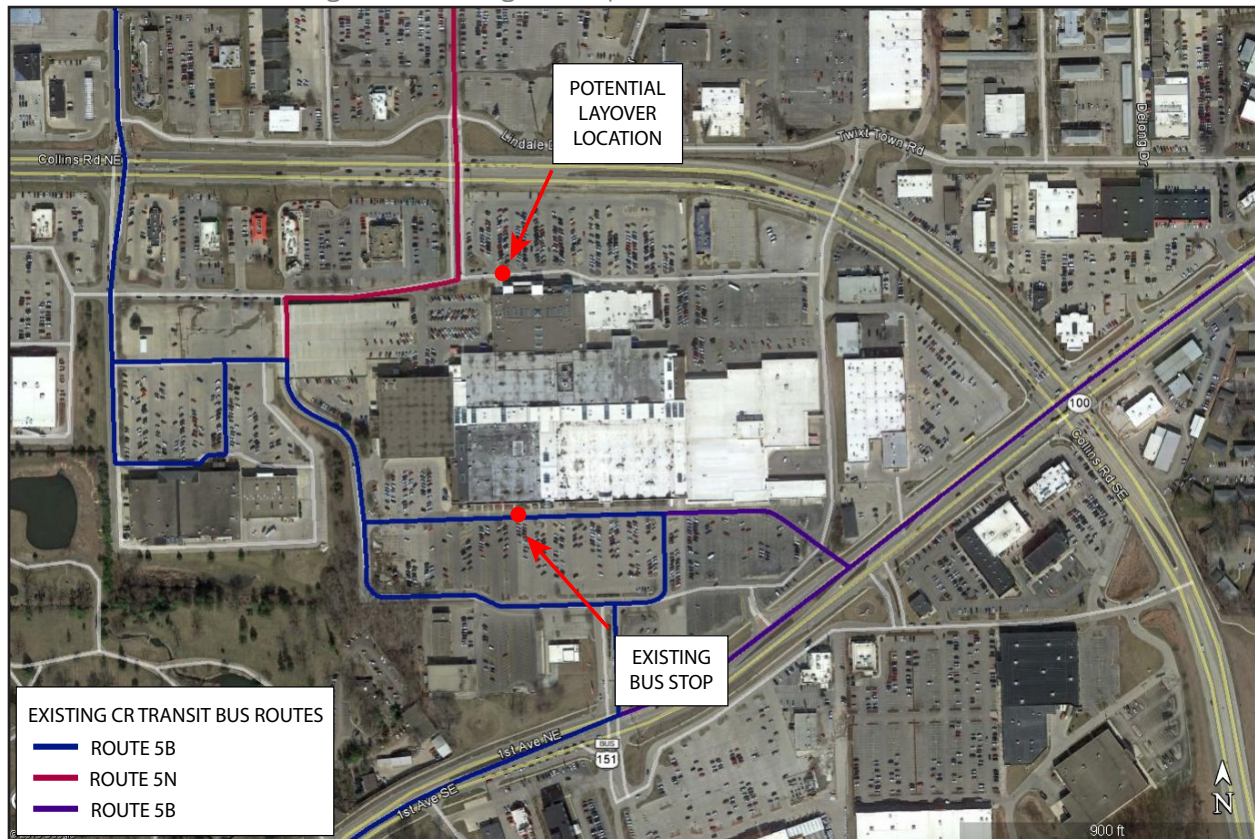 POTENTIAL
LAYOVER
LOCATION
Collins Rd NE
Lindale D
Twixt Town Rd
Delong Dr
100
Collins Rd SE
EXISTING
BUS STOP
1st Ave NE
1st Ave SE
BUS
151
EXISTING CR TRANSIT BUS ROUTES
ROUTE 5B
ROUTE 5N
ROUTE 5B
N
900 ft